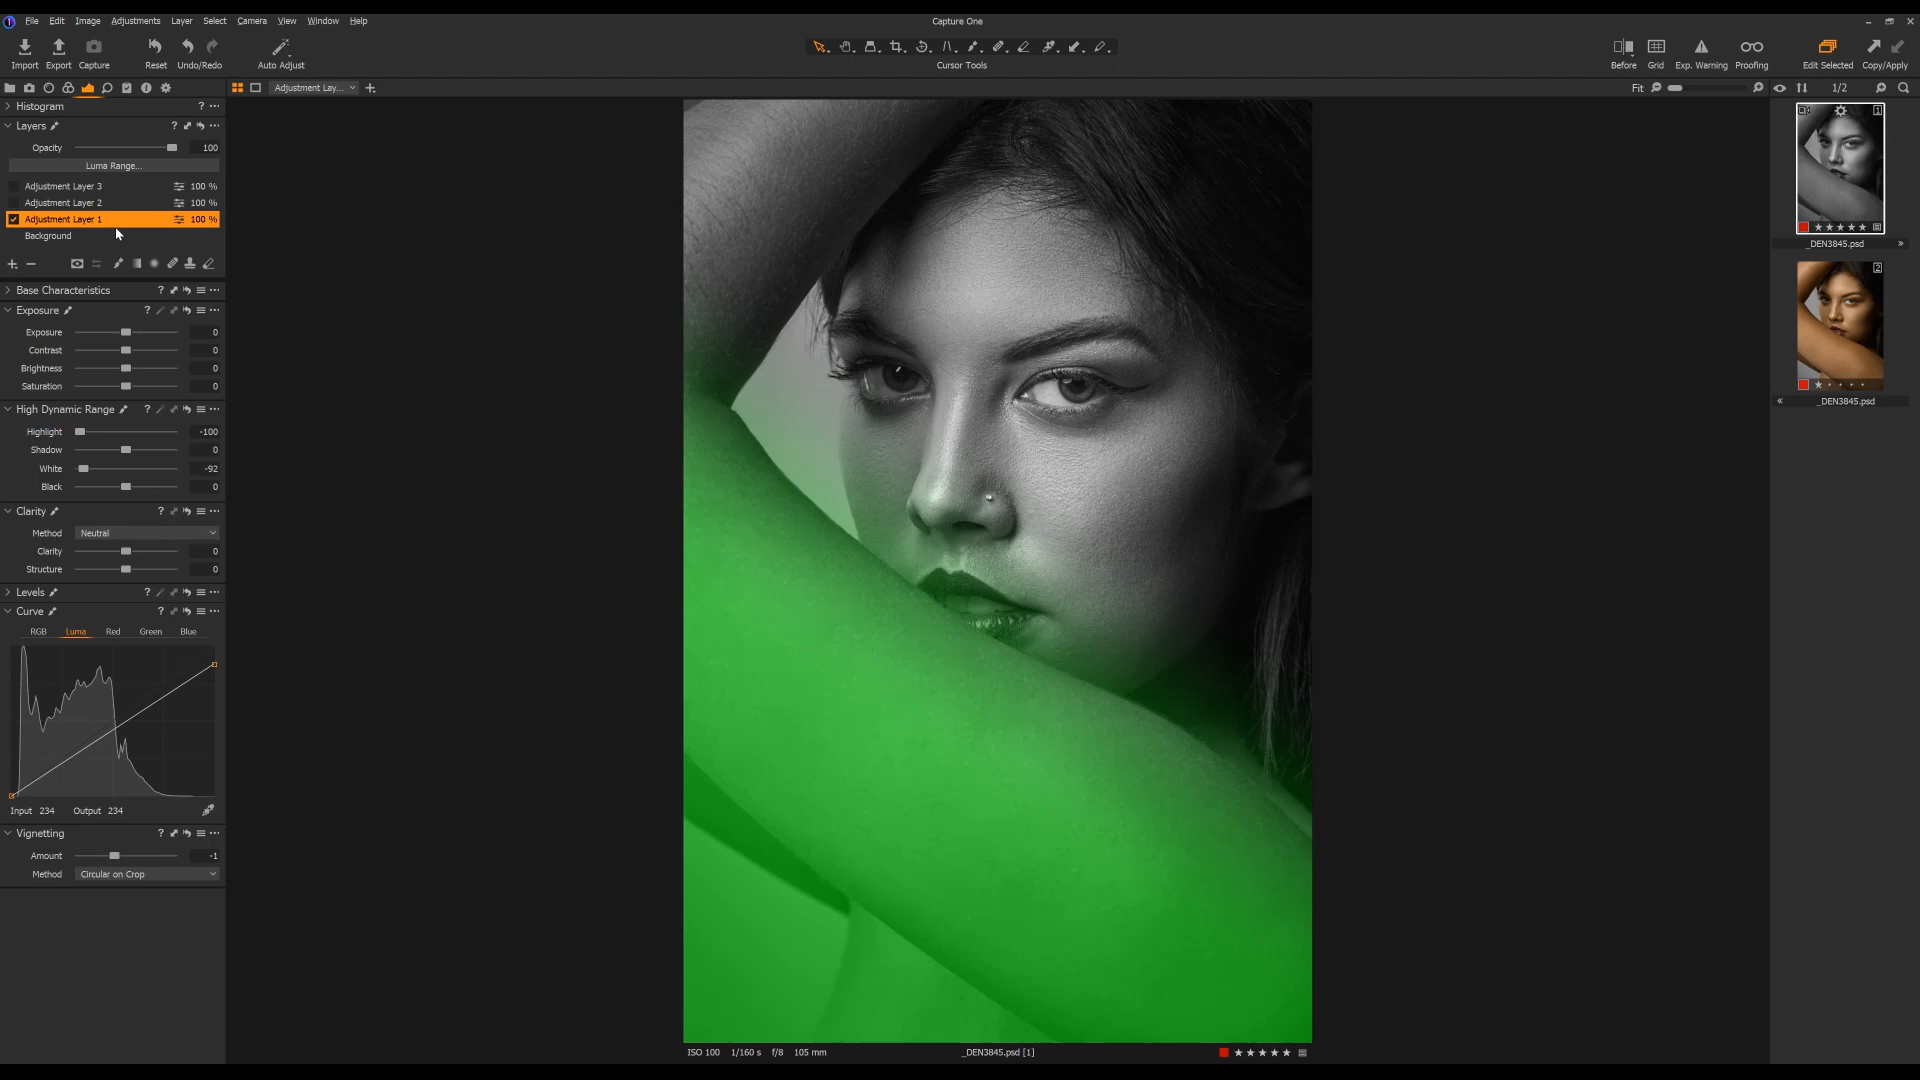 File Edit Image Adjustments Layer Select Camera View Window Help
Capture One
Import Export Capture Reset Undo/Redo Auto Adjust
Cursor Tools
Before Grid Exp. Warning Proofing Edit Selected Copy/Apply
Adjustment Lay...
Fit
1/2
Histogram ? ...
Layers ? ...
Opacity 100
Luma Range...
Adjustment Layer 3 100 %
Adjustment Layer 2 100 %
Adjustment Layer 1 100 %
Background
Base Characteristics ? ...
Exposure ? ...
Exposure 0
Contrast 0
Brightness 0
Saturation 0
High Dynamic Range ? ...
Highlight -100
Shadow 0
White -92
Black 0
Clarity ? ...
Method Neutral
Clarity 0
Structure 0
Levels ? ...
Curve ? ...
RGB Luma Red Green Blue
Input 234 Output 234
Vignetting ? ...
Amount -1
Method Circular on Crop
ISO 100 1/160 s f/8 105 mm
_DEN3845.psd [1]
1
_DEN3845.psd »
2
« _DEN3845.psd